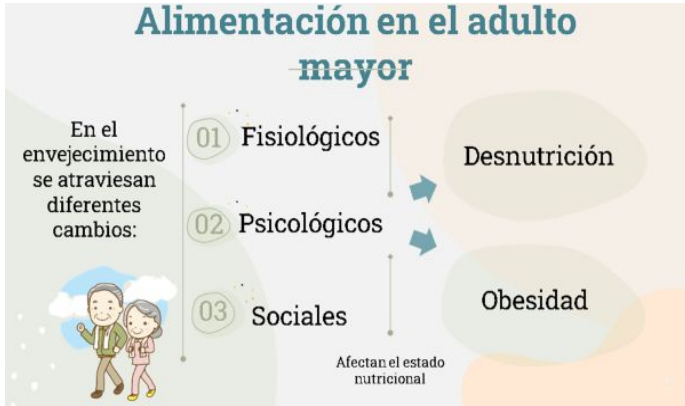 Alimentación en el adulto
mayor
En el
envejecimiento
se atraviesan
diferentes
cambios:
01 Fisiológicos
02 Psicológicos
03 Sociales
Afectan el estado
nutricional
Desnutrición
Obesidad